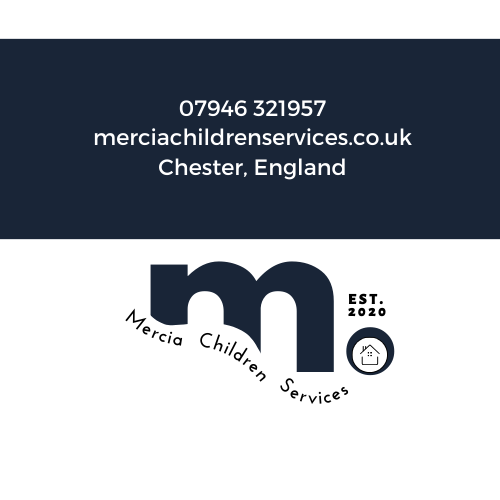 07946 321957
merciachildrenservices.co.uk
Chester, England
m
EST.
2020
Mercia Children Services